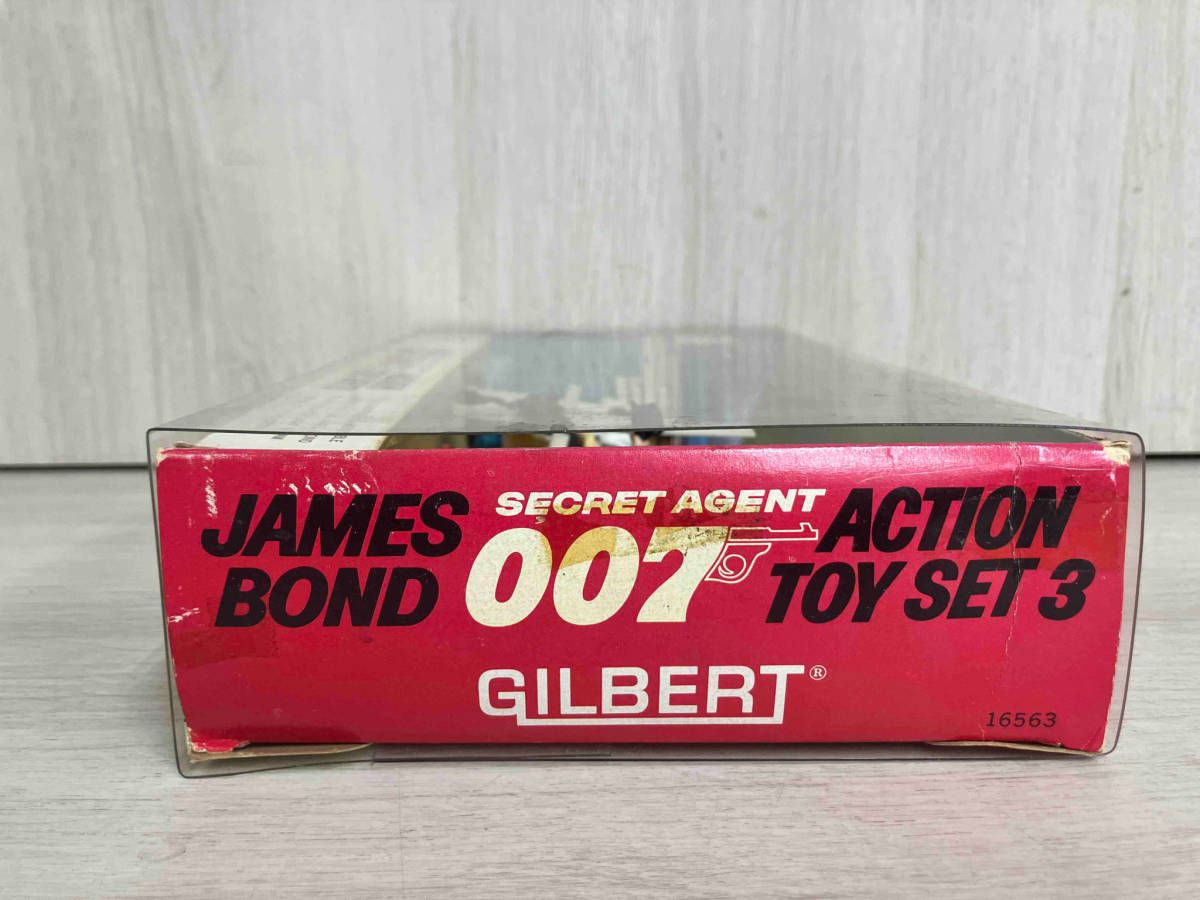 JAMES BOND
SECRET AGENT
007
ACTION TOY SET 3
GILBERT®
16563